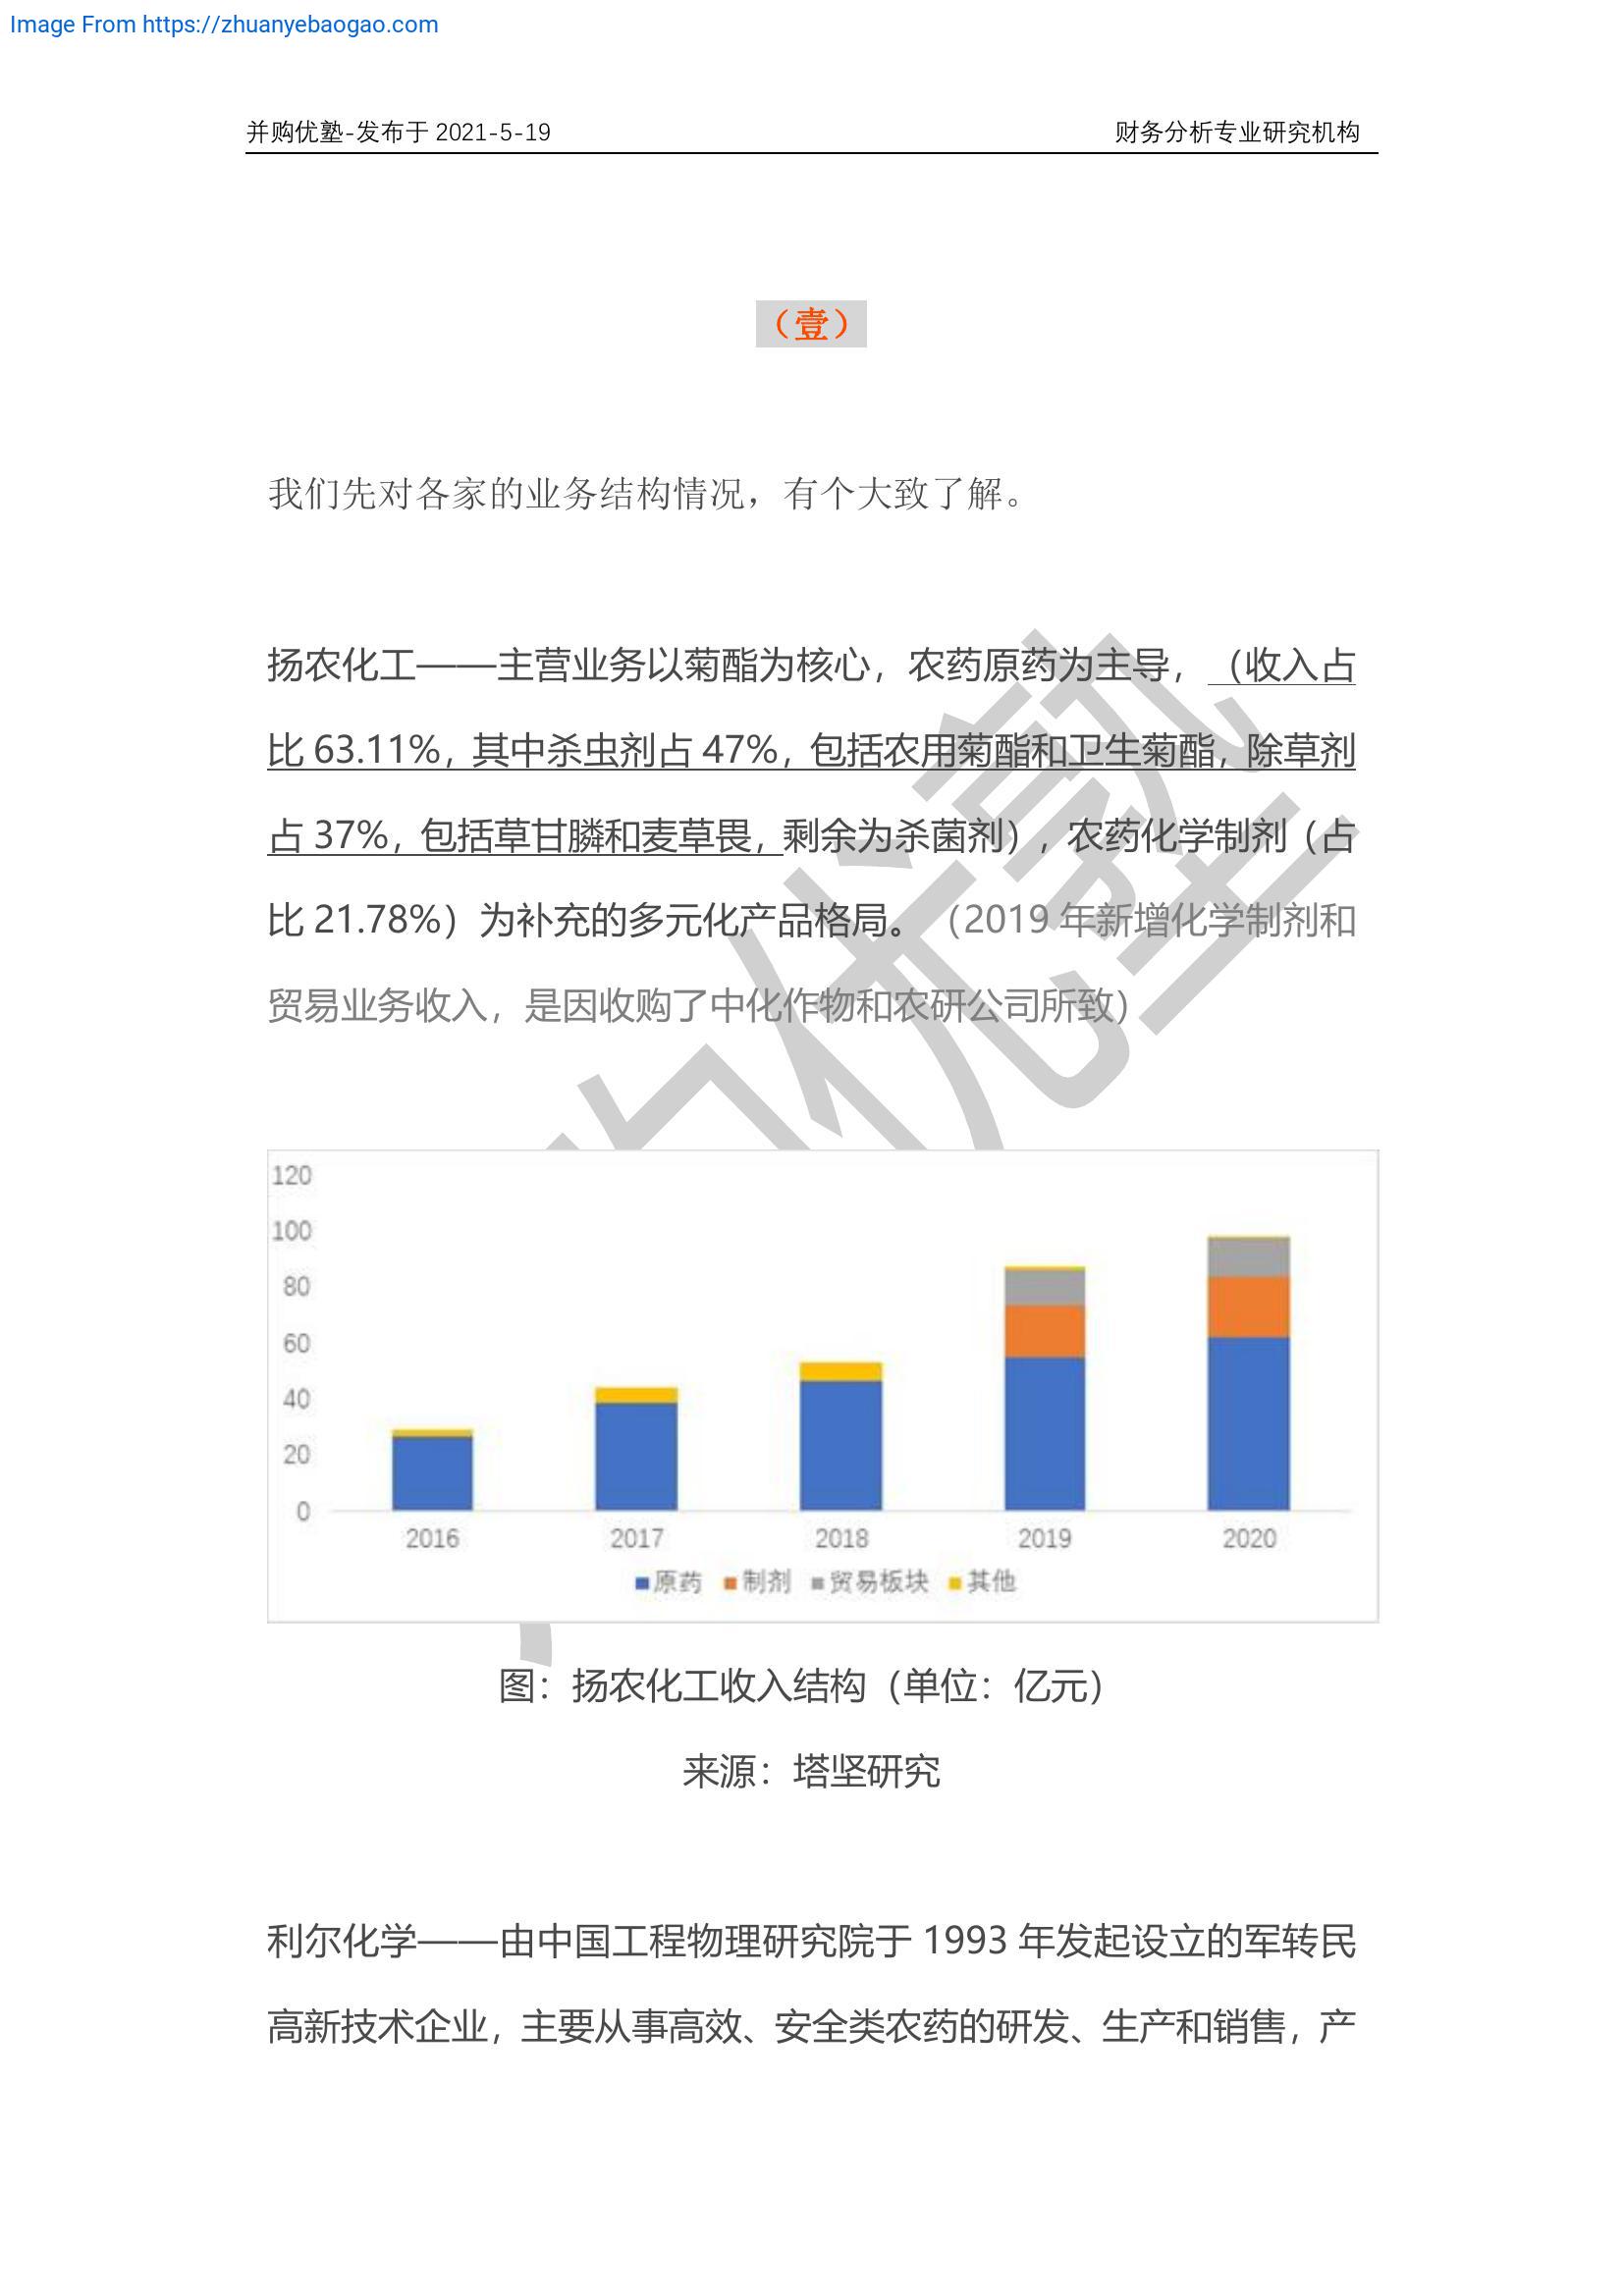 Image From https://zhuanyebaogao.com
并购优塾-发布于 2021-5-19 财务分析专业研究机构
（壹）
我们先对各家的业务结构情况，有个大致了解。
扬农化工——主营业务以菊酯为核心，农药原药为主导，（收入占
比 63.11%，其中杀虫剂占 47%，包括农用菊酯和卫生菊酯，除草剂
占 37%，包括草甘膦和麦草畏，剩余为杀菌剂），农药化学制剂（占
比 21.78%）为补充的多元化产品格局。（2019 年新增化学制剂和
贸易业务收入，是因收购了中化作物和农研公司所致）
120
100
80
60
40
20
0
2016 2017 2018 2019 2020
原药 制剂 贸易板块 其他
图：扬农化工收入结构（单位：亿元）
来源：塔坚研究
利尔化学——由中国工程物理研究院于 1993 年发起设立的军转民
高新技术企业，主要从事高效、安全类农药的研发、生产和销售，产
优塾